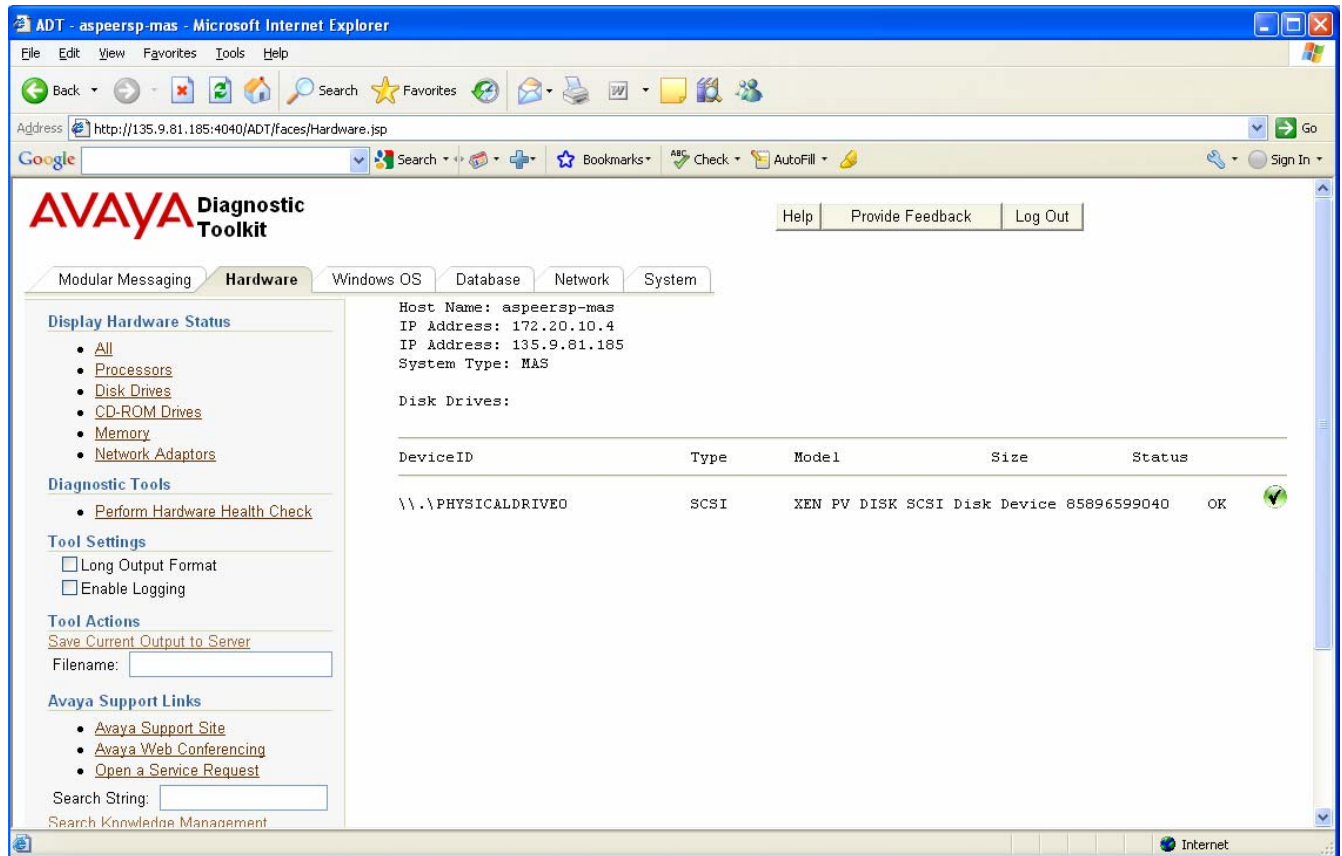 ADT - aspeersp-mas - Microsoft Internet Explorer
File Edit View Favorites Tools Help
Back Search Favorites
Address http://135.9.81.185:4040/ADT/faces/Hardware.jsp Go
Google Search Bookmarks ABC Check AutoFill Sign In
AVAYA Diagnostic Toolkit
Help Provide Feedback Log Out
Modular Messaging Hardware Windows OS Database Network System
Display Hardware Status
All
Processors
Disk Drives
CD-ROM Drives
Memory
Network Adaptors
Diagnostic Tools
Perform Hardware Health Check
Tool Settings
Long Output Format
Enable Logging
Tool Actions
Save Current Output to Server
Filename:
Avaya Support Links
Avaya Support Site
Avaya Web Conferencing
Open a Service Request
Search String:
Search Knowledge Management
Host Name: aspeersp-mas
IP Address: 172.20.10.4
IP Address: 135.9.81.185
System Type: MAS
Disk Drives:
DeviceID Type Model Size Status
\\.\PHYSICALDRIVE0 SCSI XEN PV DISK SCSI Disk Device 85896599040 OK
Internet